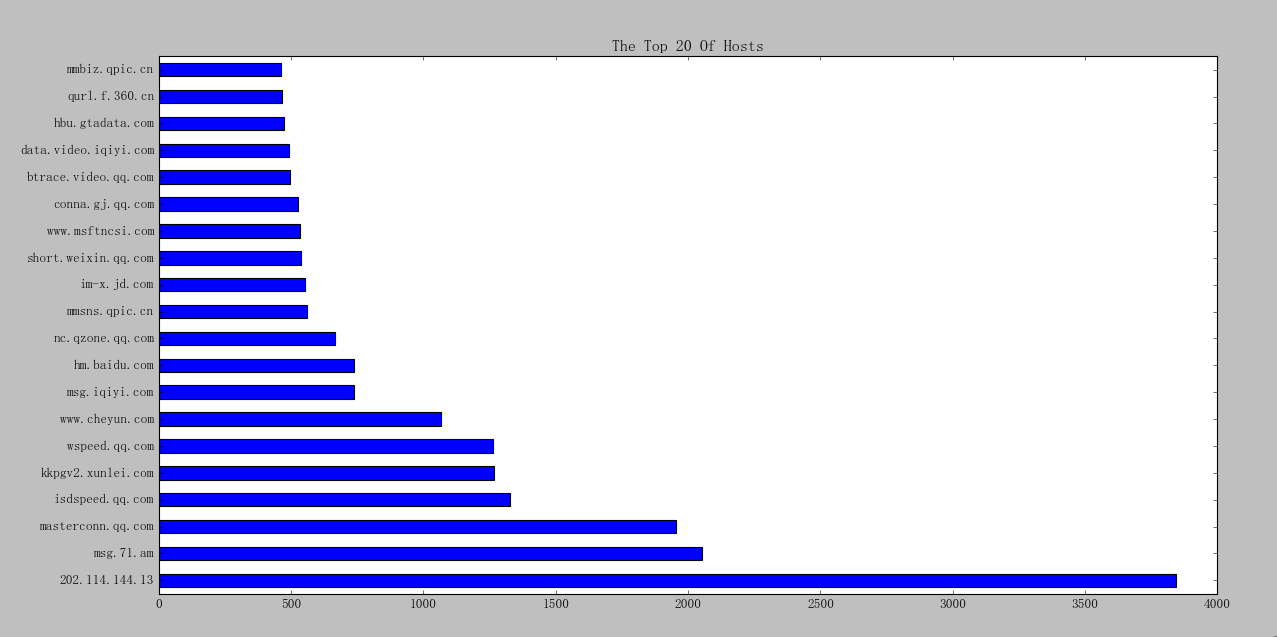 The Top 20 Of Hosts
mmbiz.qpic.cn
qurl.f.360.cn
hbu.gtadata.com
data.video.iqiyi.com
btrace.video.qq.com
conna.gj.qq.com
www.msftncsi.com
short.weixin.qq.com
im-x.jd.com
mmsns.qpic.cn
nc.qzone.qq.com
hm.baidu.com
msg.iqiyi.com
www.cheyun.com
wspeed.qq.com
kkpgv2.xunlei.com
isdspeed.qq.com
masterconn.qq.com
msg.71.am
202.114.144.13
0 500 1000 1500 2000 2500 3000 3500 4000